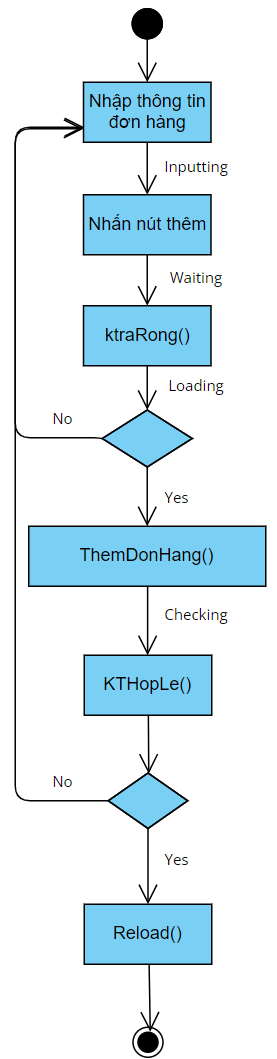 Nhập thông tin
đơn hàng
Inputting
Nhấn nút thêm
Waiting
ktraRong()
Loading
No
Yes
ThemDonHang()
Checking
KTHopLe()
No
Yes
Reload()